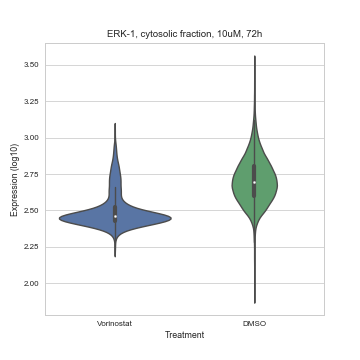 ERK-1, cytosolic fraction, 10uM, 72h
3.50
3.25
3.00
2.75
2.50
2.25
2.00
Expression (log10)
Vorinostat
DMSO
Treatment